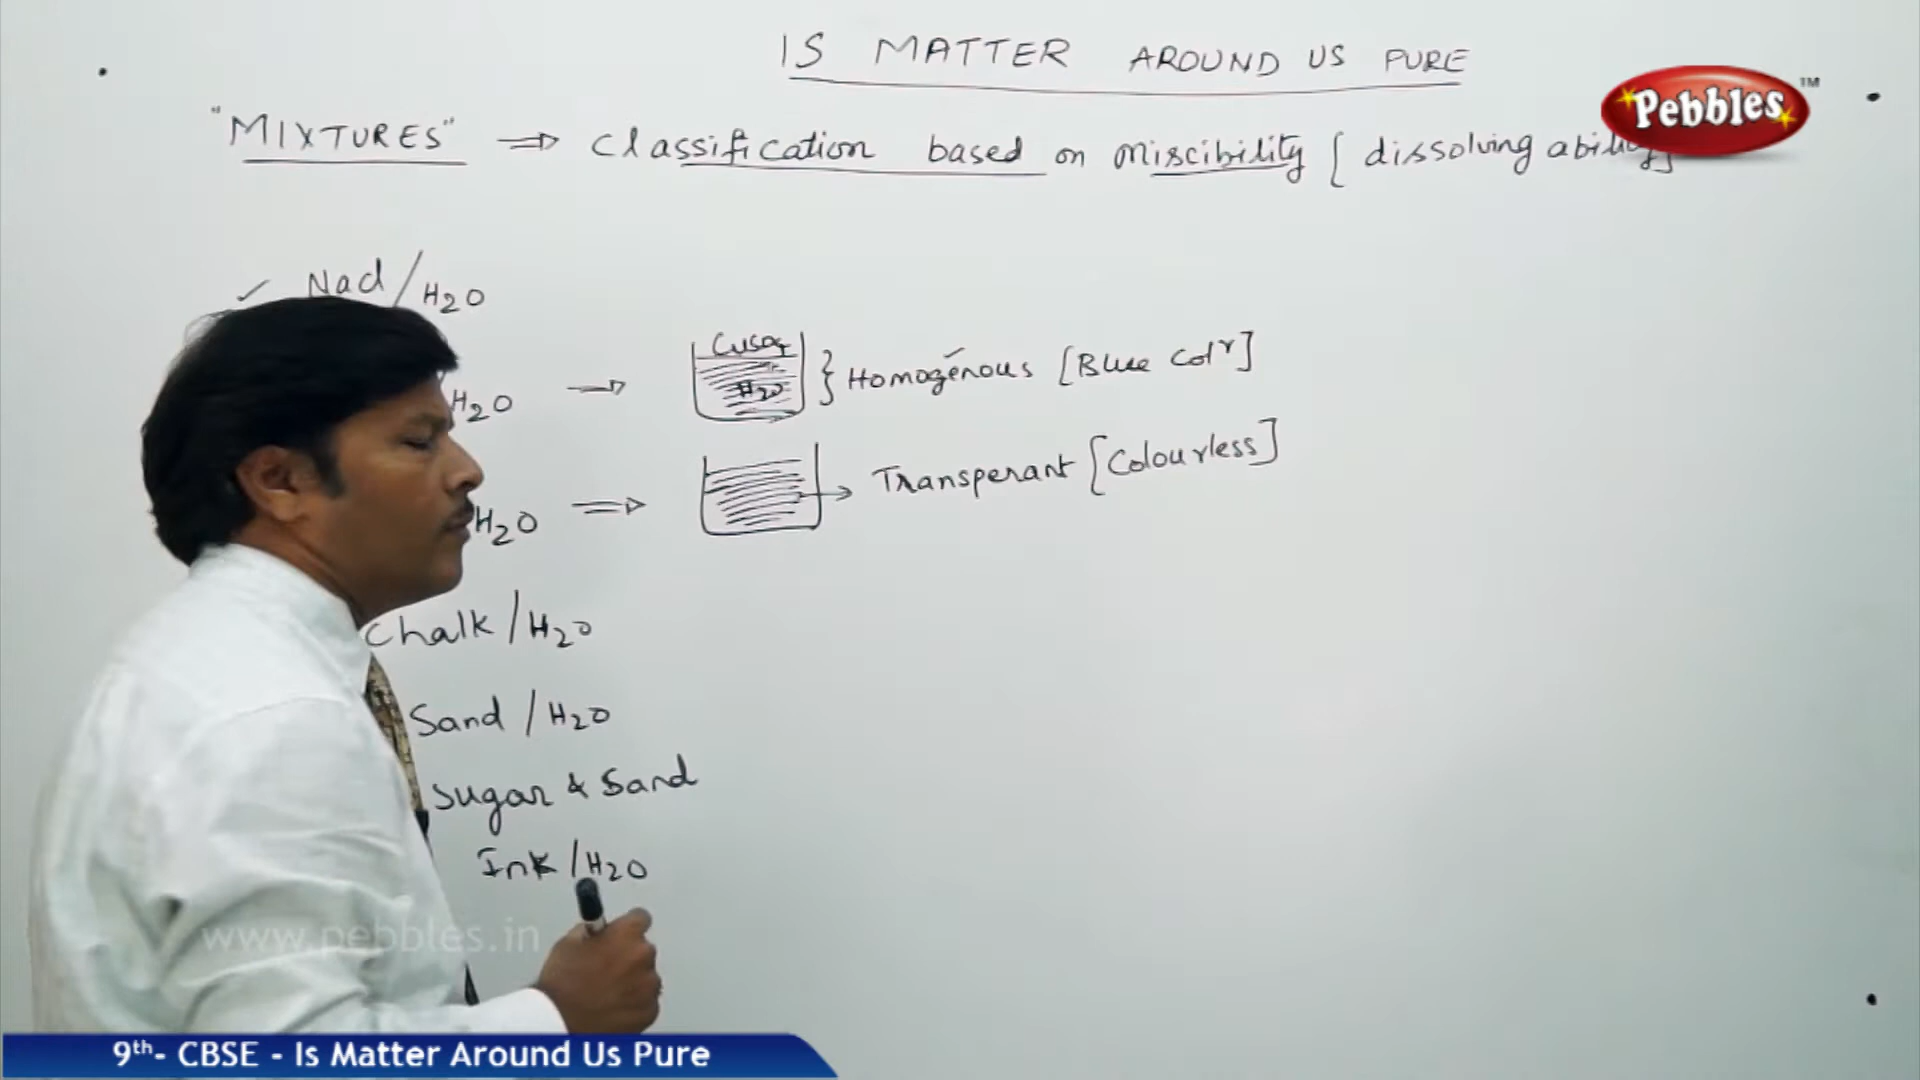 IS MATTER AROUND US PURE
Pebbles™
"MIXTURES" ⇒ Classification based on Miscibility [dissolving ability]
✓ Nacl/H2O
H2O → CuSO4 H2O } Homogenous [Blue Colr]
H2O ⇒ → Transperant [Colourless]
Chalk/H2O
Sand/H2O
Sugar & Sand
Ink/H2O
www.pebbles.in
9th- CBSE - Is Matter Around Us Pure